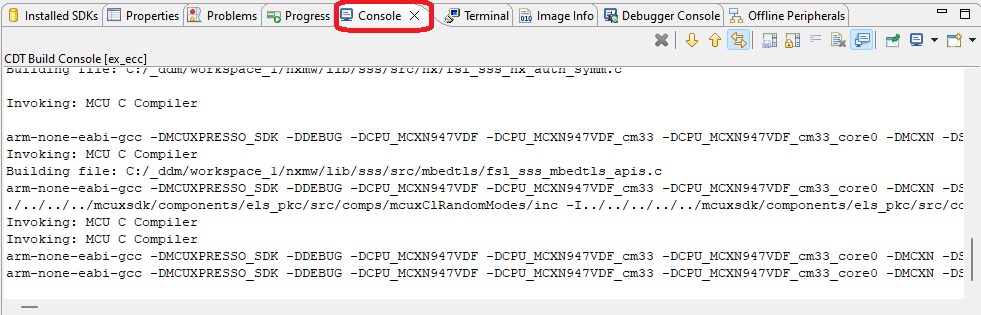 Installed SDKs Properties Problems Progress Console Terminal Image Info Debugger Console Offline Peripherals
CDT Build Console [ex_ecc]
Building file: C:/_ddm/workspace_1/nxmw/lib/sss/src/nx/fsl_sss_nx_auth_symm.c
Invoking: MCU C Compiler
arm-none-eabi-gcc -DMCUXPRESSO_SDK -DDEBUG -DCPU_MCXN947VDF -DCPU_MCXN947VDF_cm33 -DCPU_MCXN947VDF_cm33_core0 -DMCXN -DS
Invoking: MCU C Compiler
Building file: C:/_ddm/workspace_1/nxmw/lib/sss/src/mbedtls/fsl_sss_mbedtls_apis.c
arm-none-eabi-gcc -DMCUXPRESSO_SDK -DDEBUG -DCPU_MCXN947VDF -DCPU_MCXN947VDF_cm33 -DCPU_MCXN947VDF_cm33_core0 -DMCXN -DS
./../../../mcuxsdk/components/els_pkc/src/comps/mcuxClRandomModes/inc -I../../../../../mcuxsdk/components/els_pkc/src/co
Invoking: MCU C Compiler
Invoking: MCU C Compiler
arm-none-eabi-gcc -DMCUXPRESSO_SDK -DDEBUG -DCPU_MCXN947VDF -DCPU_MCXN947VDF_cm33 -DCPU_MCXN947VDF_cm33_core0 -DMCXN -DS
arm-none-eabi-gcc -DMCUXPRESSO_SDK -DDEBUG -DCPU_MCXN947VDF -DCPU_MCXN947VDF_cm33 -DCPU_MCXN947VDF_cm33_core0 -DMCXN -DS